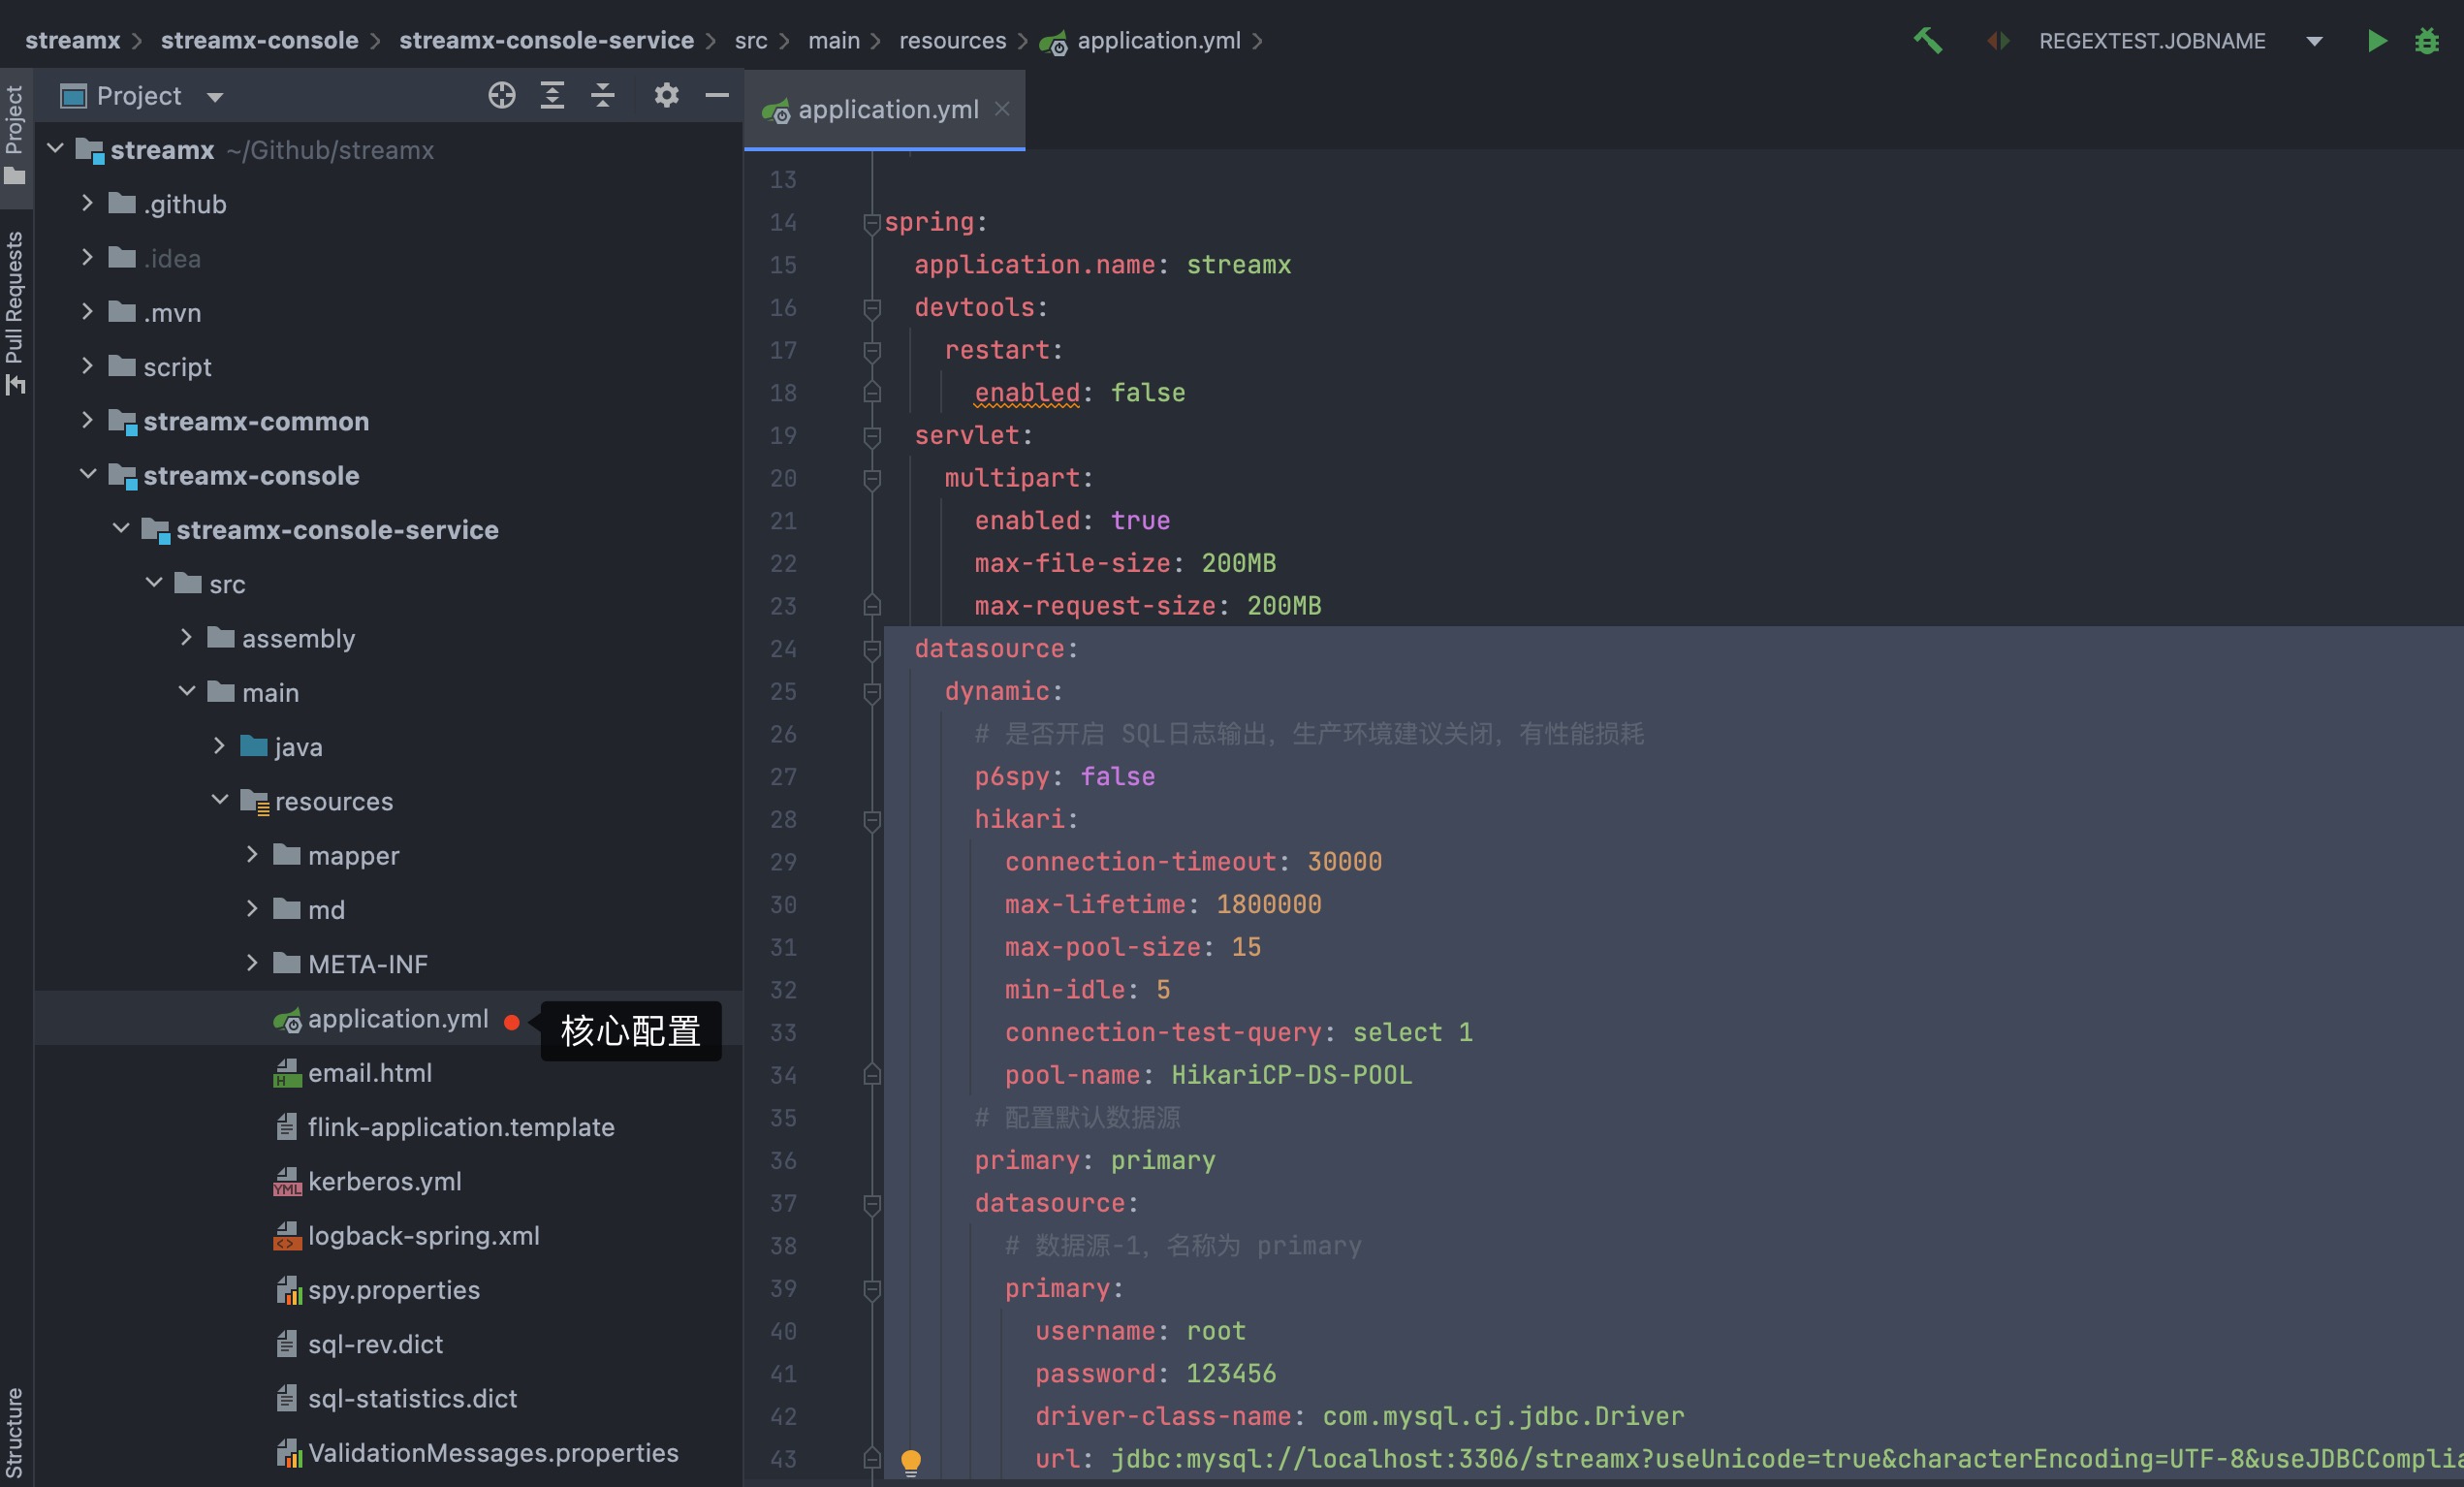 streamx streamx-console streamx-console-service src main resources application.yml
REGEXTEST.JOBNAME
Project
Pull Requests
Structure
Project
streamx ~/Github/streamx
.github
.idea
.mvn
script
streamx-common
streamx-console
streamx-console-service
src
assembly
main
java
resources
mapper
md
META-INF
application.yml
核心配置
email.html
flink-application.template
kerberos.yml
logback-spring.xml
spy.properties
sql-rev.dict
sql-statistics.dict
ValidationMessages.properties
application.yml
13
14 spring:
15 application.name: streamx
16 devtools:
17 restart:
18 enabled: false
19 servlet:
20 multipart:
21 enabled: true
22 max-file-size: 200MB
23 max-request-size: 200MB
24 datasource:
25 dynamic:
26 # 是否开启 SQL日志输出，生产环境建议关闭，有性能损耗
27 p6spy: false
28 hikari:
29 connection-timeout: 30000
30 max-lifetime: 1800000
31 max-pool-size: 15
32 min-idle: 5
33 connection-test-query: select 1
34 pool-name: HikariCP-DS-POOL
35 # 配置默认数据源
36 primary: primary
37 datasource:
38 # 数据源-1，名称为 primary
39 primary:
40 username: root
41 password: 123456
42 driver-class-name: com.mysql.cj.jdbc.Driver
43 url: jdbc:mysql://localhost:3306/streamx?useUnicode=true&characterEncoding=UTF-8&useJDBCComplia